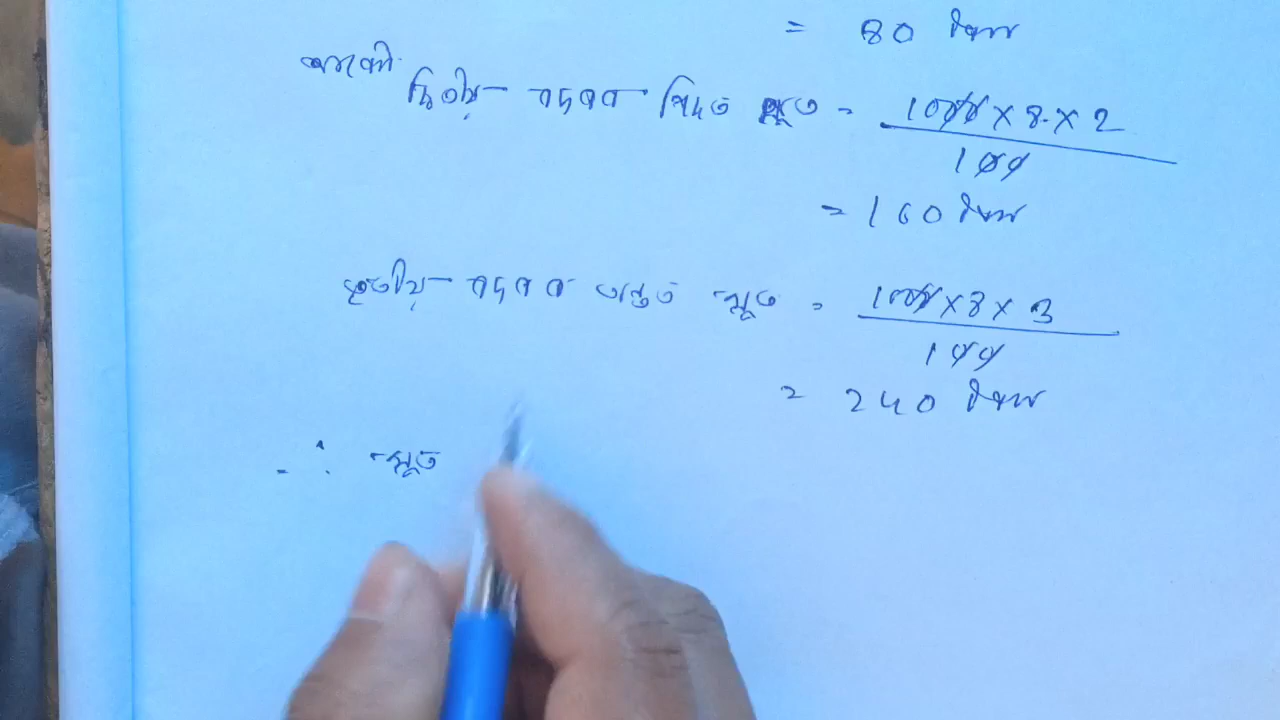 = 80 টকা
আকৌ
দ্বিতীয় বছৰৰ পিছত সুত = 1000 × 8 × 2
100
= 160 টকা
তৃতীয় বছৰৰ অন্তত সুত = 1000 × 8 × 3
100
= 240 টকা
∴ সুত